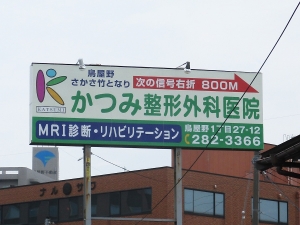 KATSUMI
鳥屋野
さかさ竹となり
次の信号右折 800M
かつみ整形外科医院
MRI診断・リハビリテーション
鳥屋野1丁目27-12
282-3366